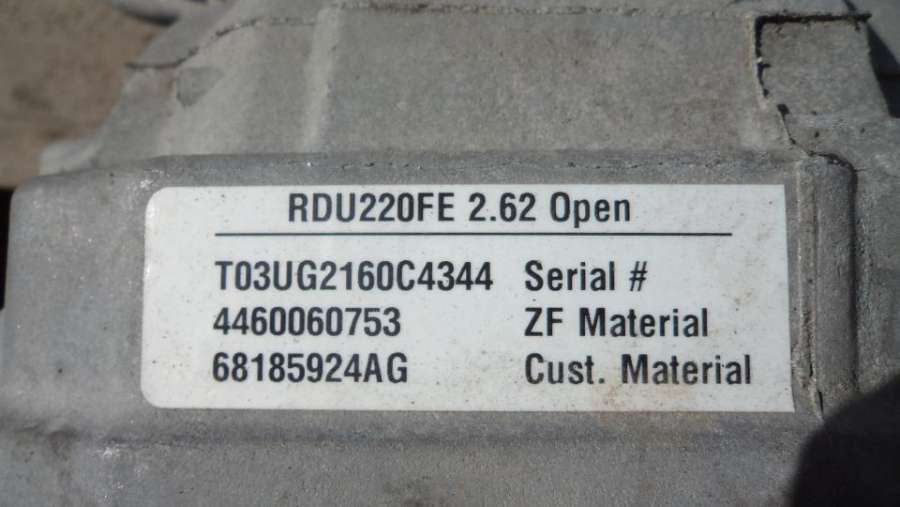 RDU220FE 2.62 Open
T03UG2160C4344 Serial #
4460060753 ZF Material
68185924AG Cust. Material